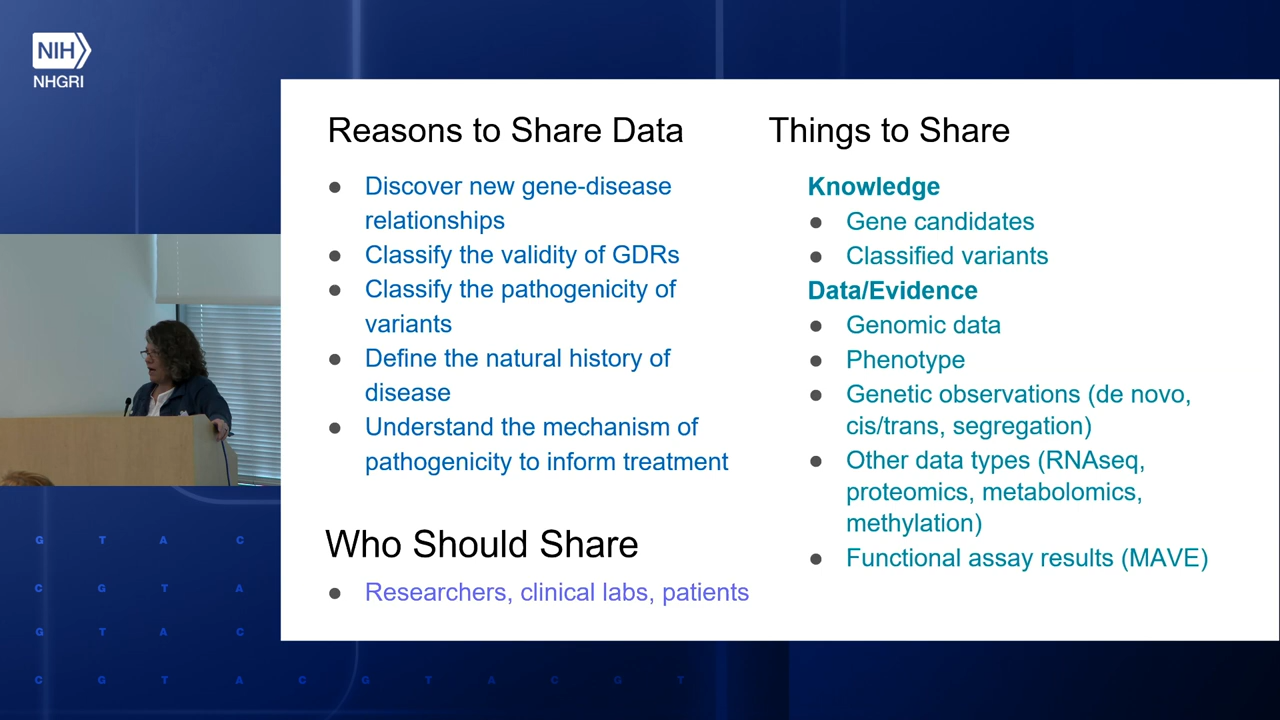 NIH
NHGRI
Reasons to Share Data
● Discover new gene-disease
relationships
● Classify the validity of GDRs
● Classify the pathogenicity of
variants
● Define the natural history of
disease
● Understand the mechanism of
pathogenicity to inform treatment
Who Should Share
● Researchers, clinical labs, patients
Things to Share
Knowledge
● Gene candidates
● Classified variants
Data/Evidence
● Genomic data
● Phenotype
● Genetic observations (de novo,
cis/trans, segregation)
● Other data types (RNAseq,
proteomics, metabolomics,
methylation)
● Functional assay results (MAVE)
G T A C
C G T A
G T A C
C G T A C G T A C G T